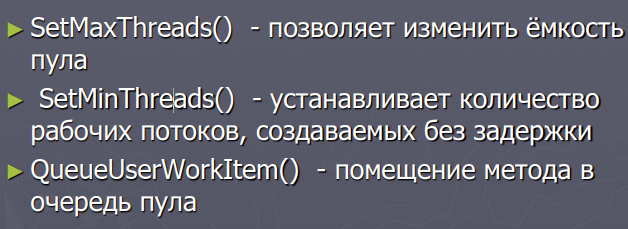 ► SetMaxThreads()  - позволяет изменить ёмкость
пула
►  SetMinThreads()  - устанавливает количество
рабочих потоков, создаваемых без задержки
► QueueUserWorkItem()  - помещение метода в
очередь пула